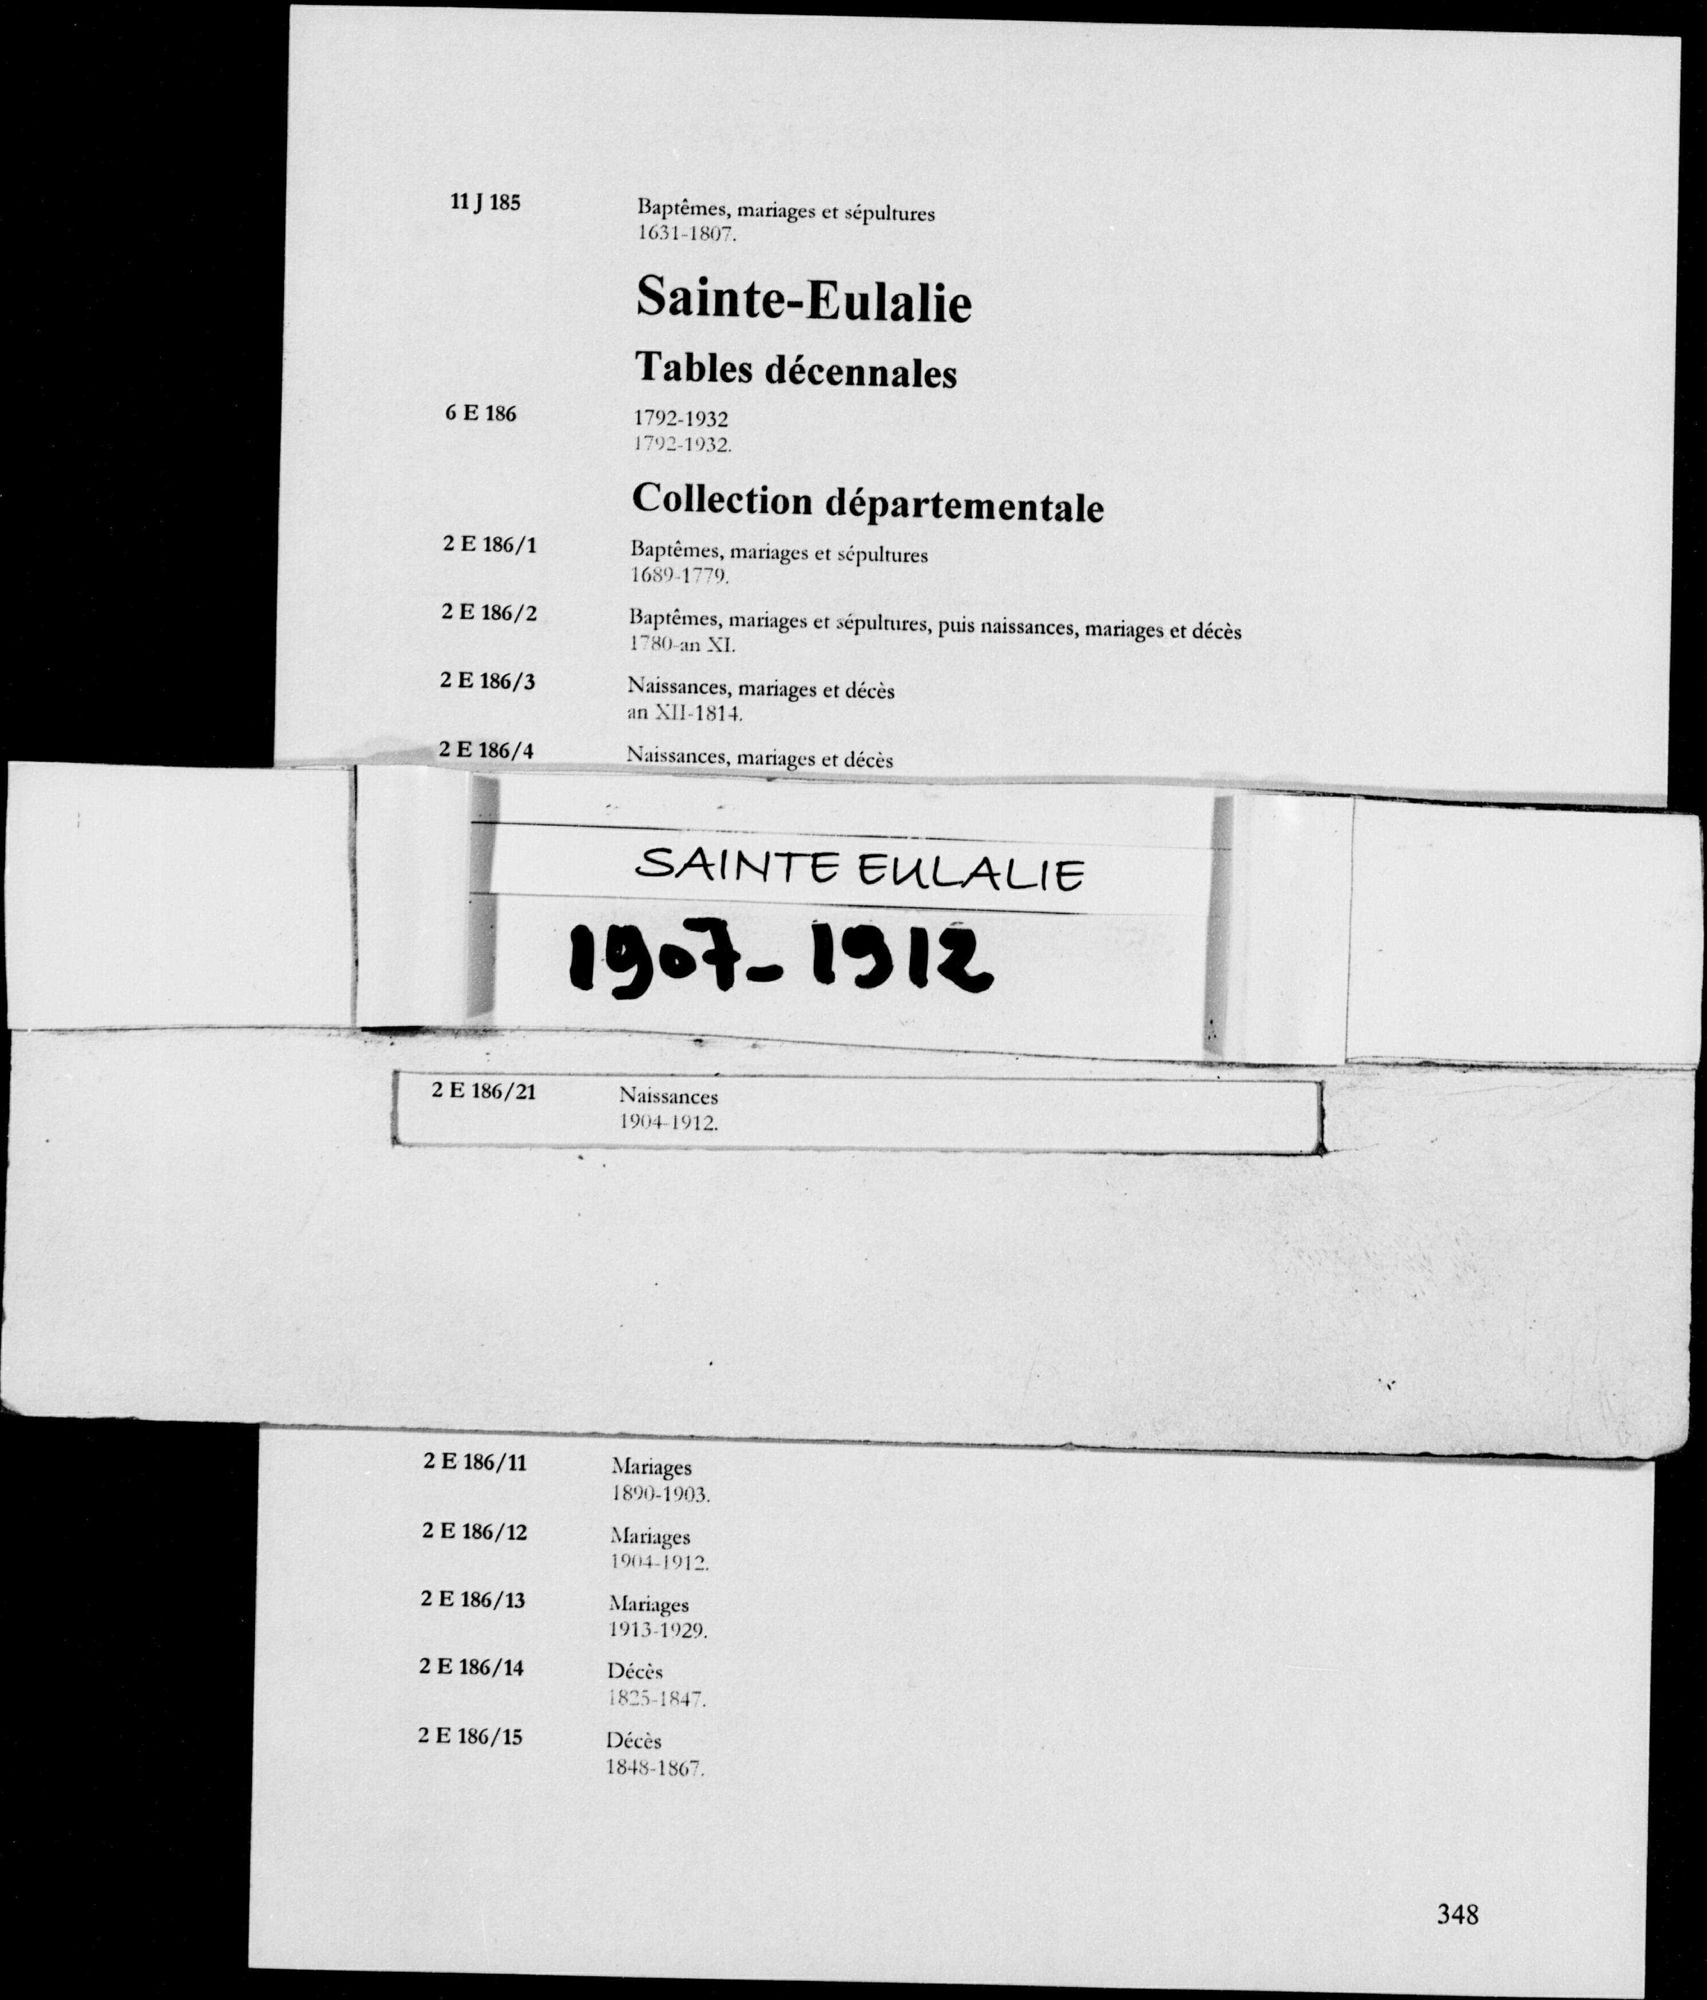 11 J 185 Baptêmes, mariages et sépultures
1631-1807.
Sainte-Eulalie
Tables décennales
6 E 186 1792-1932
1792-1932.
Collection départementale
2 E 186/1 Baptêmes, mariages et sépultures
1689-1779.
2 E 186/2 Baptêmes, mariages et sépultures, puis naissances, mariages et décès
1780-an XI.
2 E 186/3 Naissances, mariages et décès
an XII-1814.
2 E 186/4 Naissances, mariages et décès
SAINTE EULALIE
1907-1912
2 E 186/21 Naissances
1904-1912.
2 E 186/11 Mariages
1890-1903.
2 E 186/12 Mariages
1904-1912.
2 E 186/13 Mariages
1913-1929.
2 E 186/14 Décès
1825-1847.
2 E 186/15 Décès
1848-1867.
348